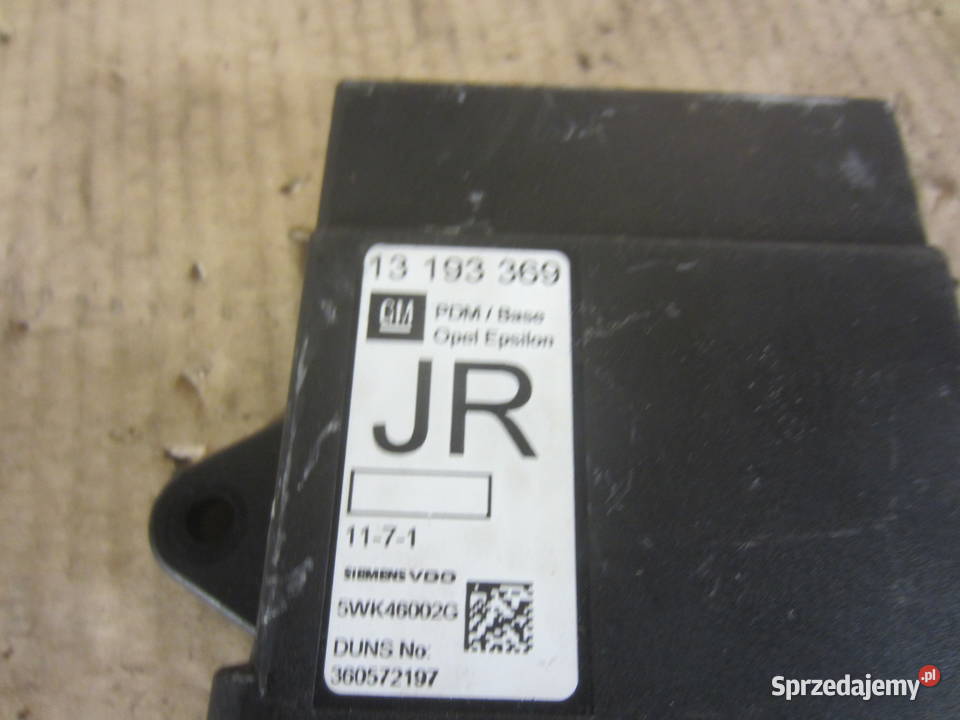 13 193 369
GM PDM / Base
Opel Epsilon
JR
11-7-1
SIEMENS VDO
5WK46002G
DUNS No:
360572197
Sprzedajemy.pl